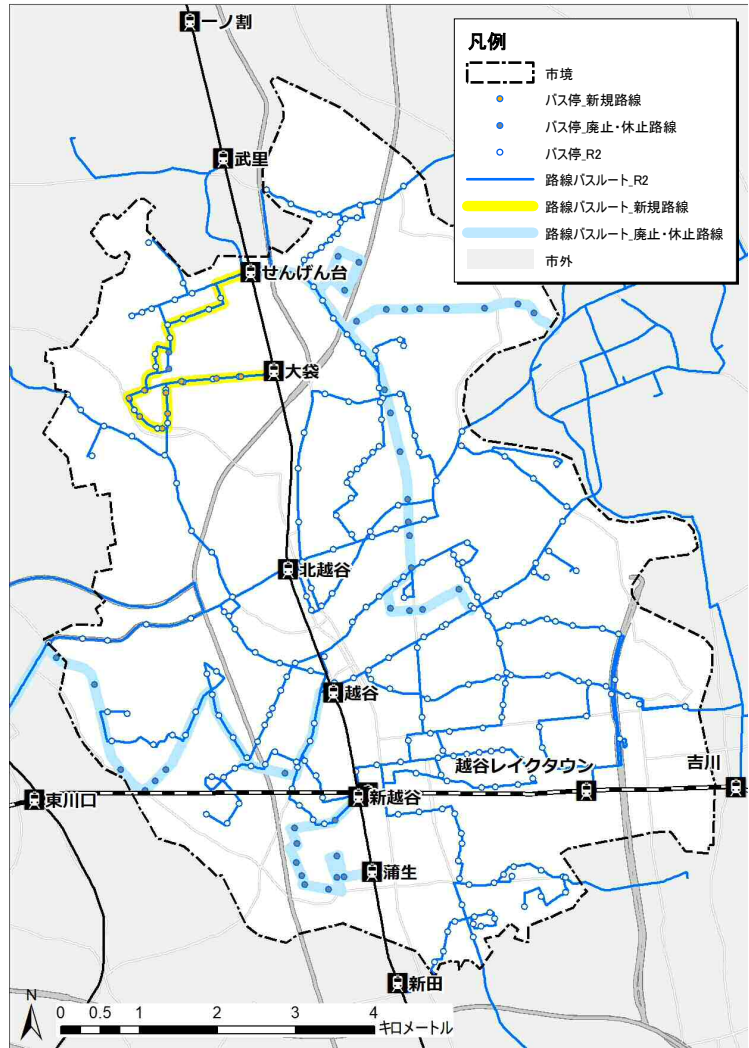 一ノ割
凡例
市境
バス停_新規路線
バス停_廃止・休止路線
バス停_R2
路線バスルート_R2
路線バスルート_新規路線
路線バスルート_廃止・休止路線
市外
武里
せんげん台
大袋
北越谷
越谷
越谷レイクタウン
吉川
東川口
新越谷
蒲生
新田
N
0 0.5 1 2 3 4
キロメートル